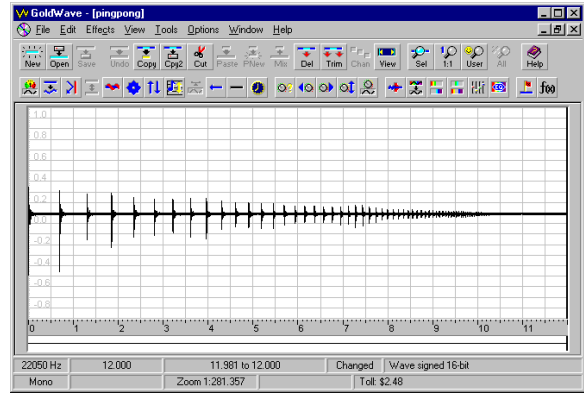 GoldWave - [pingpong]
File Edit Effects View Tools Options Window Help
New Open Save Undo Copy Cpy2 Cut Paste PNew Mix Del Trim Chan View Sel 1:1 User All Help
f(x)
1.0
0.8
0.6
0.4
0.2
0.0
-0.2
-0.4
-0.6
-0.8
0 1 2 3 4 5 6 7 8 9 10 11
22050 Hz 12.000 11.981 to 12.000 Changed Wave signed 16-bit
Mono Zoom 1:281.357 Toll: $2.48